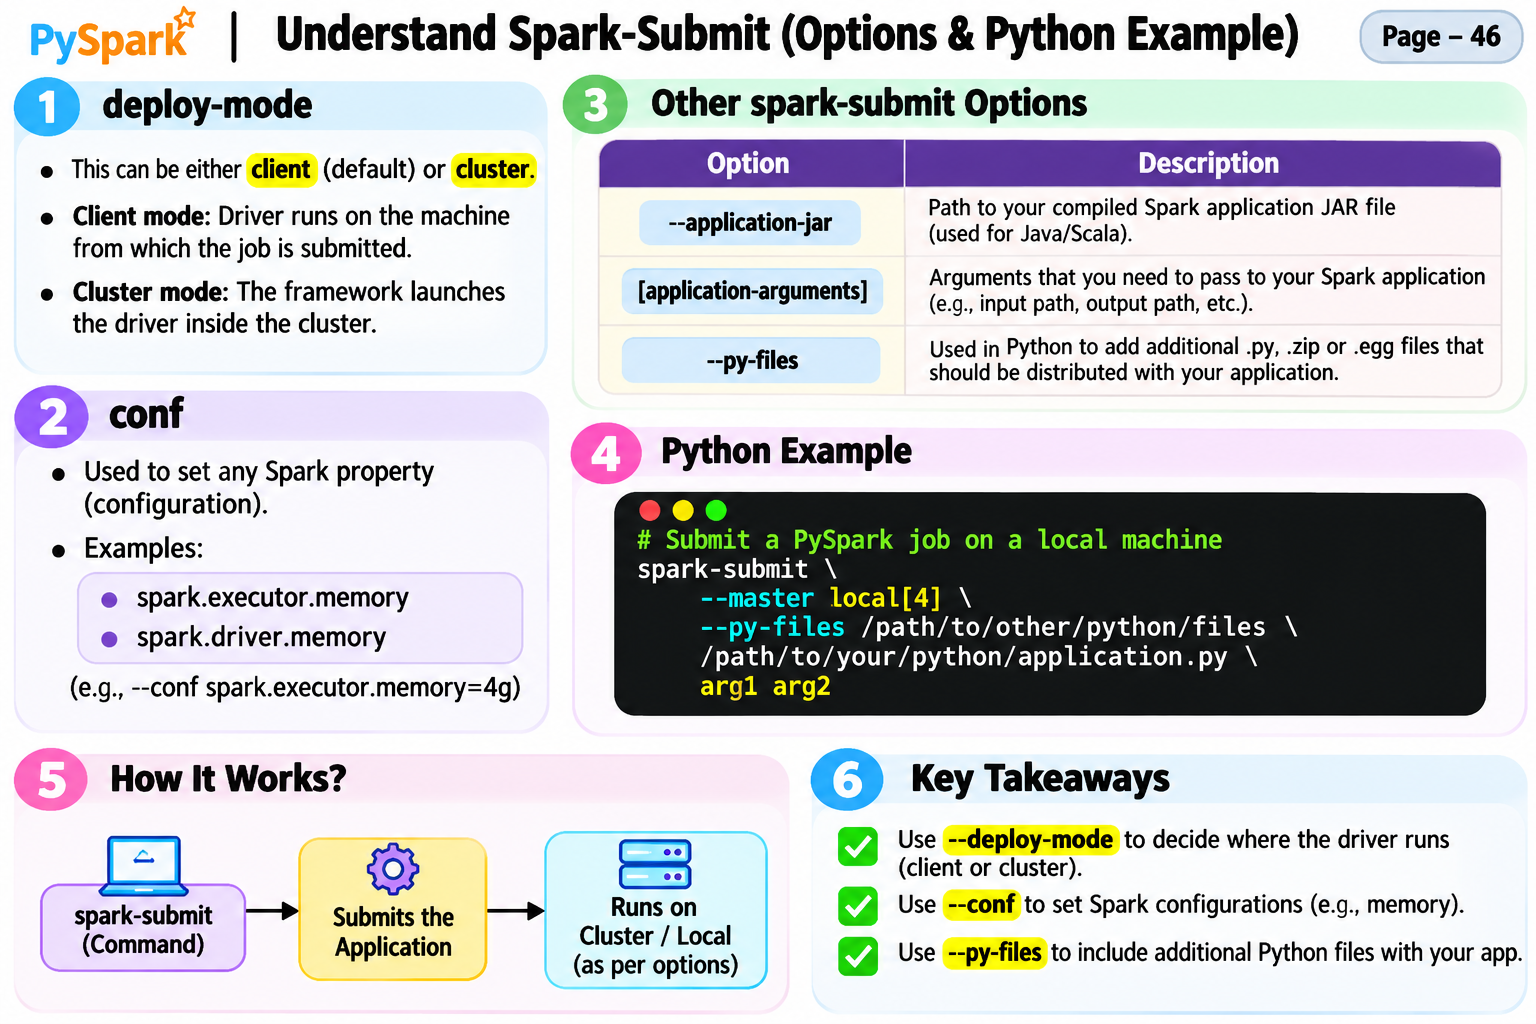 PySpark | Understand Spark-Submit (Options & Python Example)
Page – 46
1 deploy-mode
• This can be either client (default) or cluster.
• Client mode: Driver runs on the machine
from which the job is submitted.
• Cluster mode: The framework launches
the driver inside the cluster.
2 conf
• Used to set any Spark property
(configuration).
• Examples:
• spark.executor.memory
• spark.driver.memory
(e.g., --conf spark.executor.memory=4g)
3 Other spark-submit Options
Option Description
--application-jar
Path to your compiled Spark application JAR file
(used for Java/Scala).
[application-arguments]
Arguments that you need to pass to your Spark application
(e.g., input path, output path, etc.).
--py-files
Used in Python to add additional .py, .zip or .egg files that
should be distributed with your application.
4 Python Example
# Submit a PySpark job on a local machine
spark-submit \
--master local[4] \
--py-files /path/to/other/python/files \
/path/to/your/python/application.py \
arg1 arg2
5 How It Works?
spark-submit
(Command)
Submits the
Application
Runs on
Cluster / Local
(as per options)
6 Key Takeaways
Use --deploy-mode to decide where the driver runs
(client or cluster).
Use --conf to set Spark configurations (e.g., memory).
Use --py-files to include additional Python files with your app.